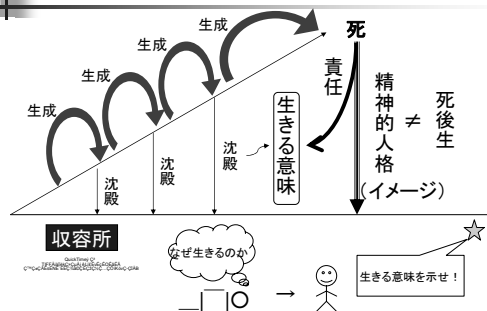 生成
生成
生成
生成
死
責任
精神的人格
(イメージ)
≠
死後生
生きる意味
沈殿
沈殿
沈殿
収容所
QuickTimeý Ç²
なぜ生きるのか
→
生きる意味を示せ！